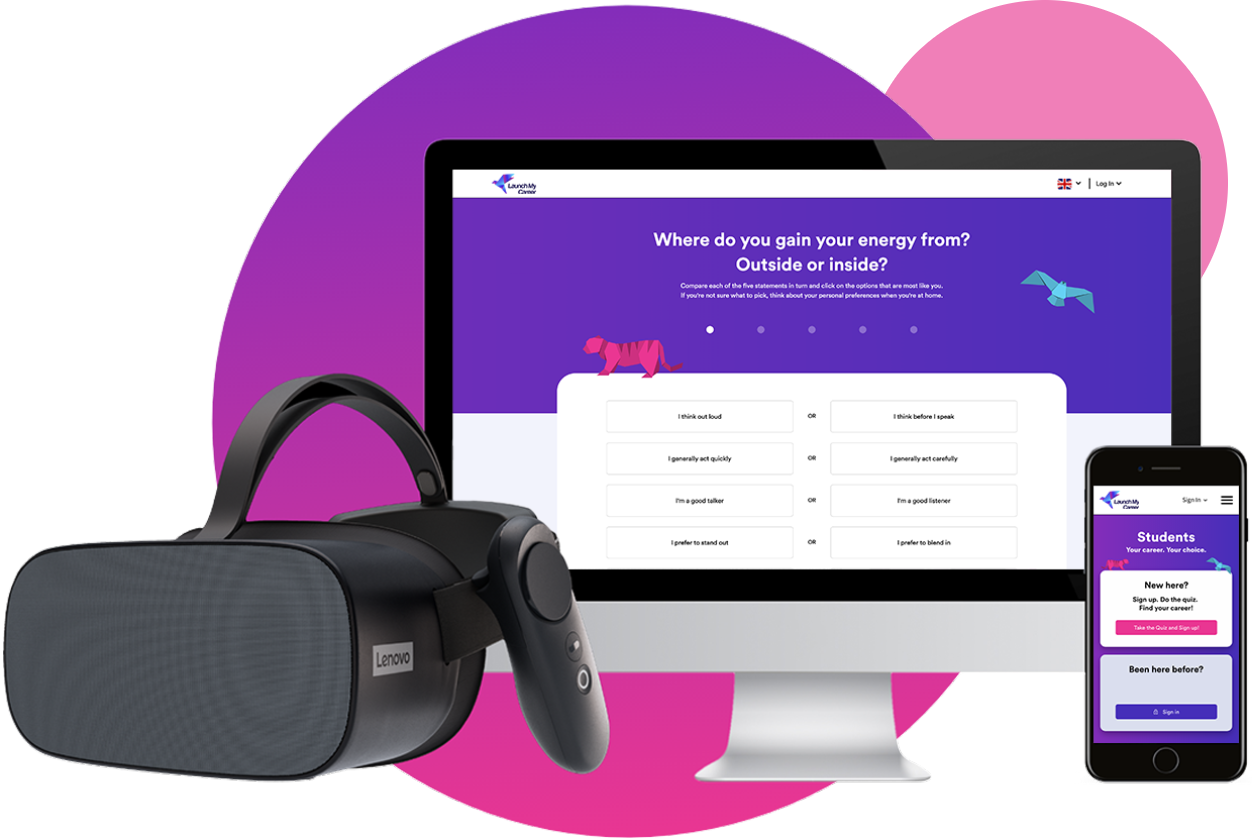 Launch My
Career
Log In
Where do you gain your energy from?
Outside or inside?
Compare each of the five statements in turn and click on the options that are most like you.
If you're not sure what to pick, think about your personal preferences when you're at home.
I think out loud
OR
I think before I speak
I generally act quickly
OR
I generally act carefully
I'm a good talker
OR
I'm a good listener
I prefer to stand out
OR
I prefer to blend in
Lenovo
Launch My
Career
Sign In
Students
Your career. Your choice.
New here?
Sign up. Do the quiz.
Find your career!
Take the Quiz and Sign up!
Been here before?
Sign in